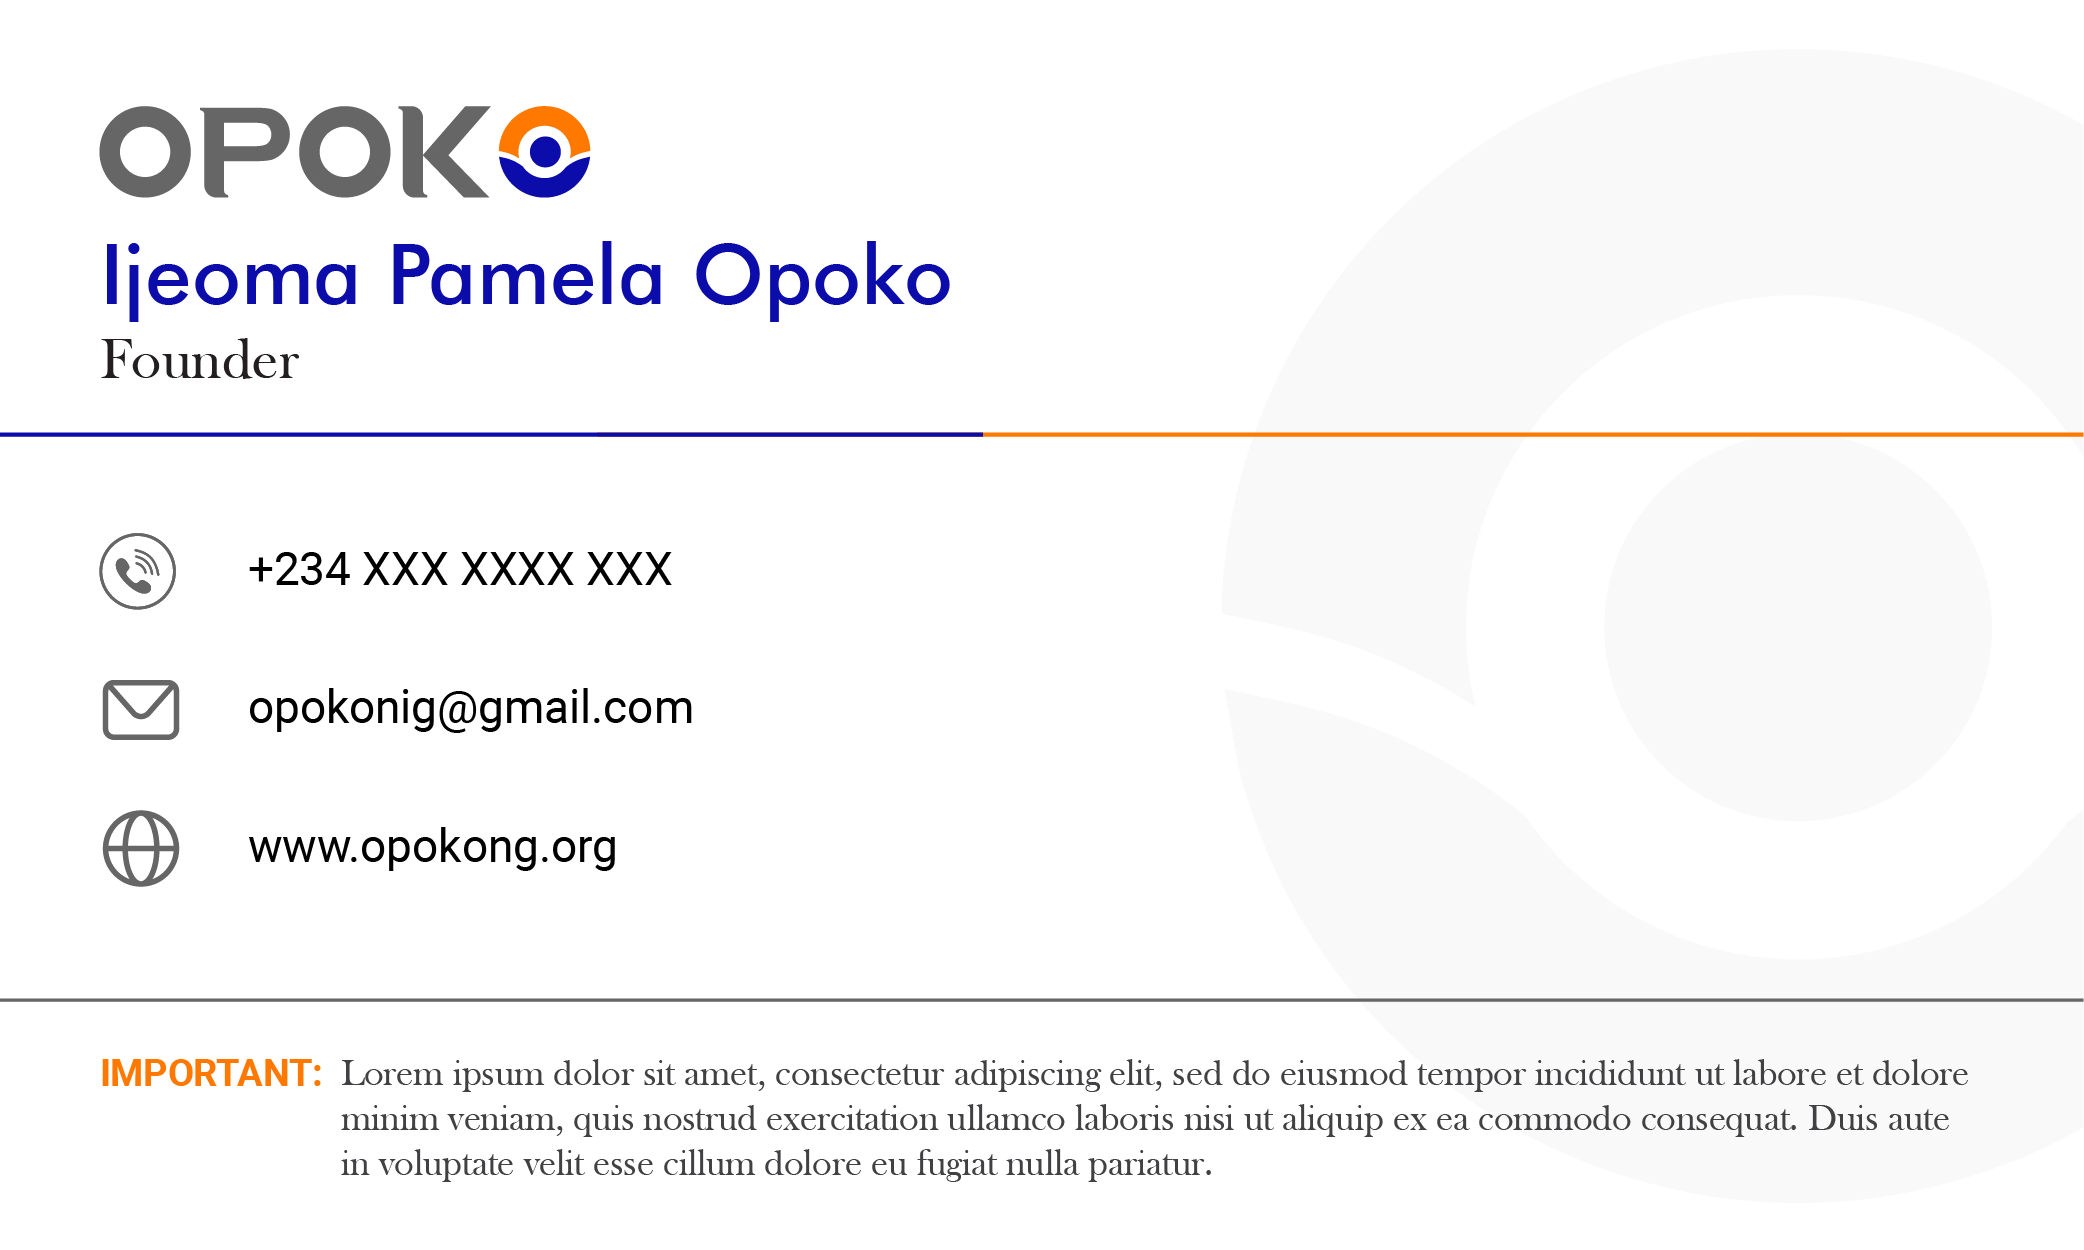 OPOKO
Ijeoma Pamela Opoko
Founder
+234 XXX XXXX XXX
opokonig@gmail.com
www.opokong.org
IMPORTANT: Lorem ipsum dolor sit amet, consectetur adipiscing elit, sed do eiusmod tempor incididunt ut labore et dolore
minim veniam, quis nostrud exercitation ullamco laboris nisi ut aliquip ex ea commodo consequat. Duis aute
in voluptate velit esse cillum dolore eu fugiat nulla pariatur.